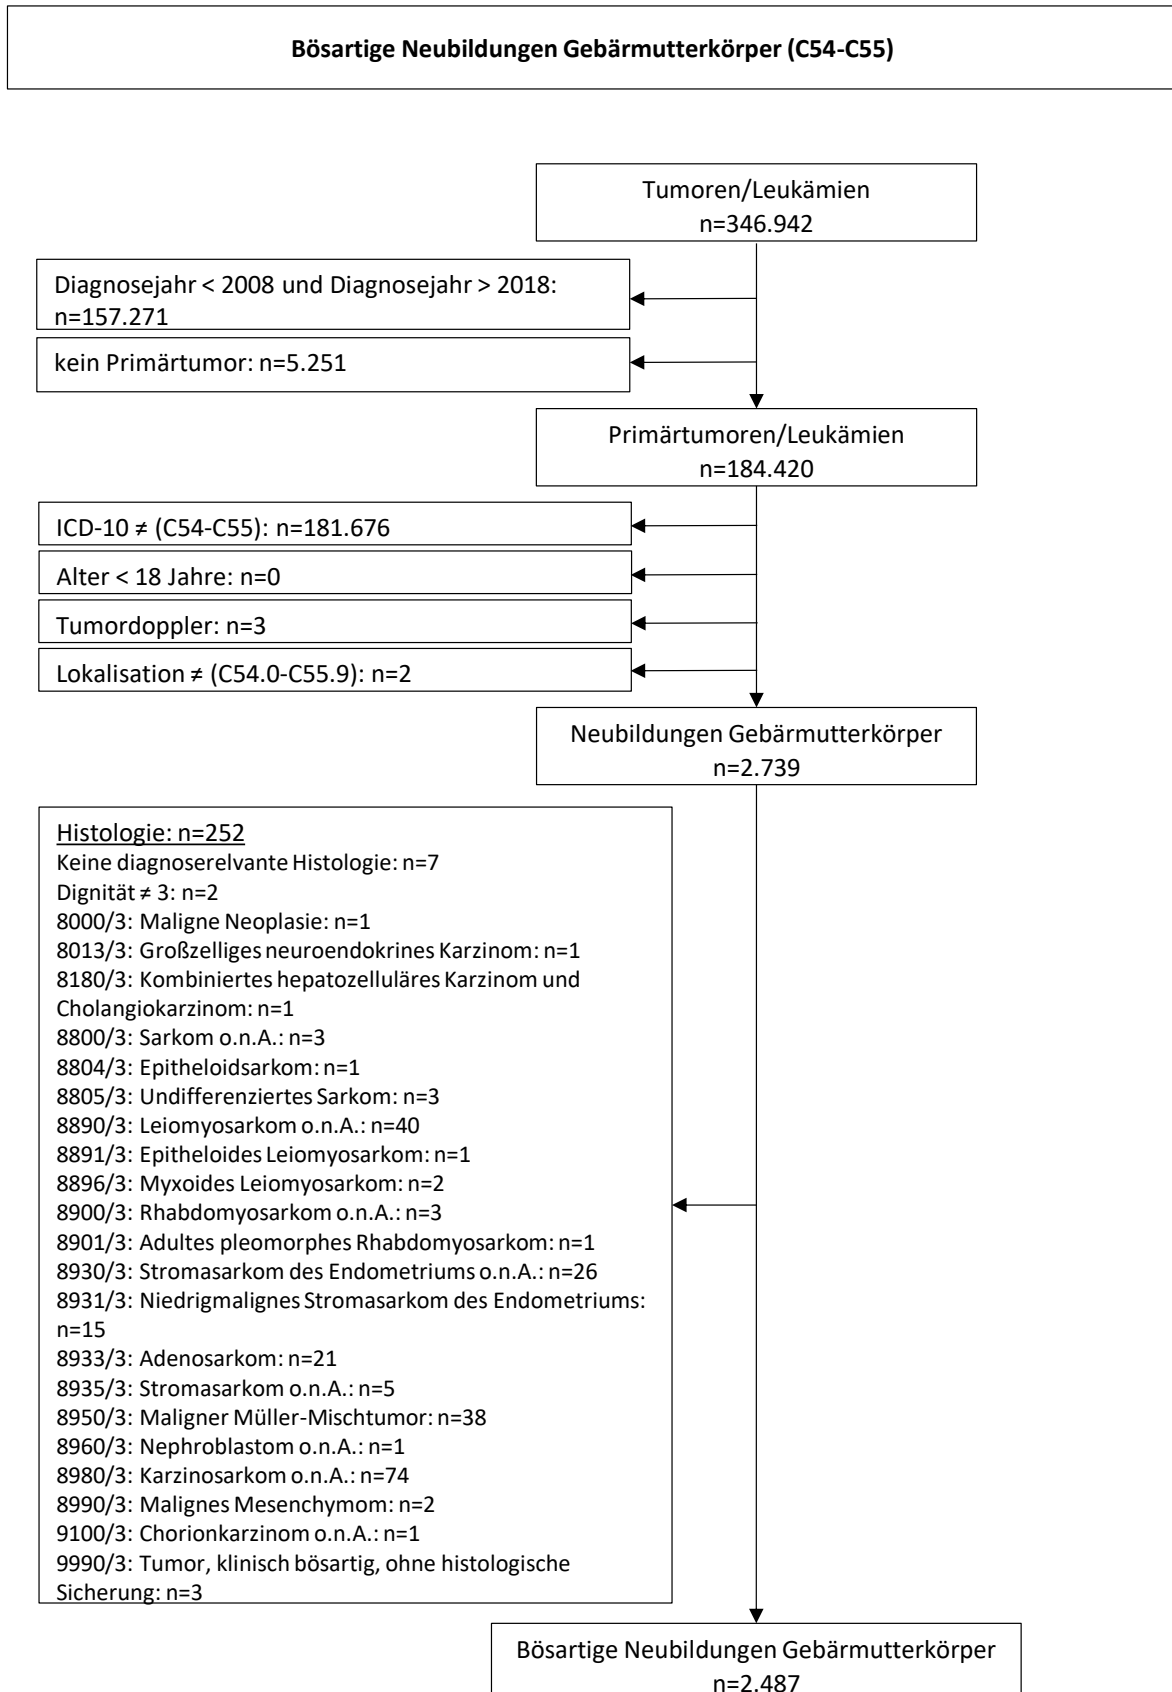 Bösartige Neubildungen Gebärmutterkörper (C54-C55)
Tumoren/Leukämien
n=346.942
Diagnosejahr < 2008 und Diagnosejahr > 2018:
n=157.271
kein Primärtumor: n=5.251
Primärtumoren/Leukämien
n=184.420
ICD-10 ≠ (C54-C55): n=181.676
Alter < 18 Jahre: n=0
Tumordoppler: n=3
Lokalisation ≠ (C54.0-C55.9): n=2
Neubildungen Gebärmutterkörper
n=2.739
Histologie: n=252
Keine diagnoserelvante Histologie: n=7
Dignität ≠ 3: n=2
8000/3: Maligne Neoplasie: n=1
8013/3: Großzelliges neuroendokrines Karzinom: n=1
8180/3: Kombiniertes hepatozelluläres Karzinom und
Cholangiokarzinom: n=1
8800/3: Sarkom o.n.A.: n=3
8804/3: Epitheloidsarkom: n=1
8805/3: Undifferenziertes Sarkom: n=3
8890/3: Leiomyosarkom o.n.A.: n=40
8891/3: Epitheloides Leiomyosarkom: n=1
8896/3: Myxoides Leiomyosarkom: n=2
8900/3: Rhabdomyosarkom o.n.A.: n=3
8901/3: Adultes pleomorphes Rhabdomyosarkom: n=1
8930/3: Stromasarkom des Endometriums o.n.A.: n=26
8931/3: Niedrigmalignes Stromasarkom des Endometriums:
n=15
8933/3: Adenosarkom: n=21
8935/3: Stromasarkom o.n.A.: n=5
8950/3: Maligner Müller-Mischtumor: n=38
8960/3: Nephroblastom o.n.A.: n=1
8980/3: Karzinosarkom o.n.A.: n=74
8990/3: Malignes Mesenchymom: n=2
9100/3: Chorionkarzinom o.n.A.: n=1
9990/3: Tumor, klinisch bösartig, ohne histologische
Sicherung: n=3
Bösartige Neubildungen Gebärmutterkörper
n=2.487